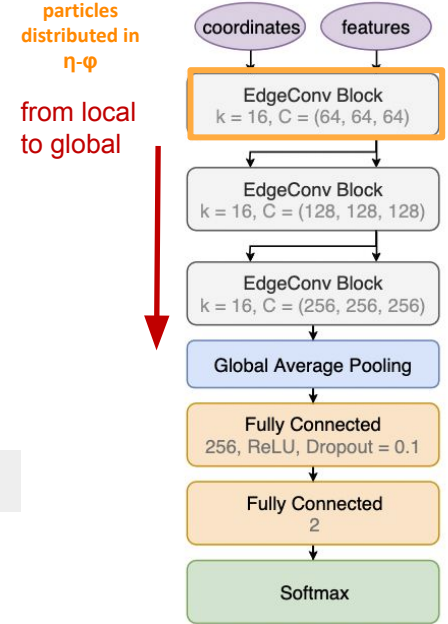 particles
distributed in
η-φ
from local
to global
coordinates
features
EdgeConv Block
k = 16, C = (64, 64, 64)
EdgeConv Block
k = 16, C = (128, 128, 128)
EdgeConv Block
k = 16, C = (256, 256, 256)
Global Average Pooling
Fully Connected
256, ReLU, Dropout = 0.1
Fully Connected
2
Softmax